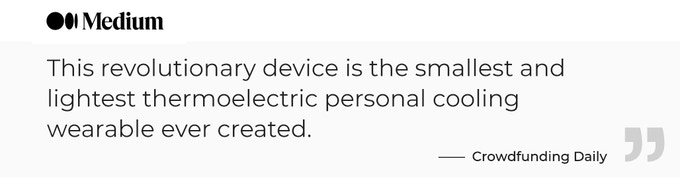 Medium
This revolutionary device is the smallest and
lightest thermoelectric personal cooling
wearable ever created.
— Crowdfunding Daily
”